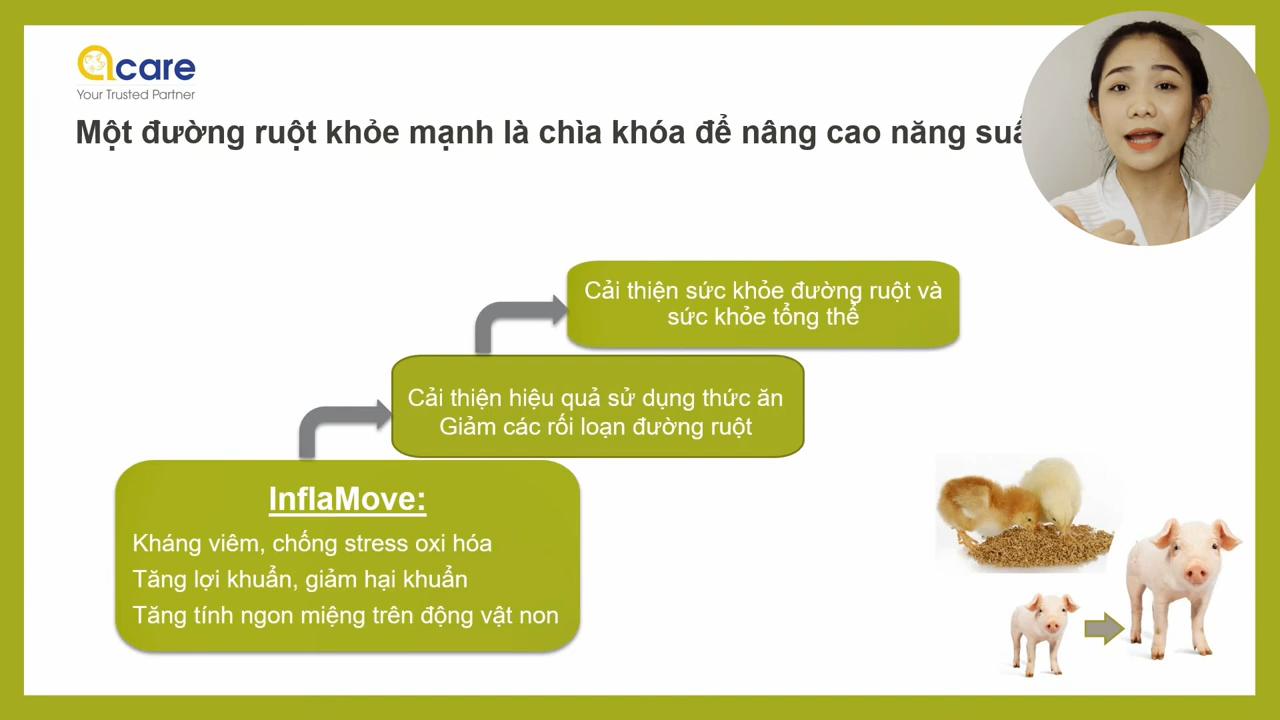 acare
Your Trusted Partner
Một đường ruột khỏe mạnh là chìa khóa để nâng cao năng
Cải thiện sức khỏe đường ruột và
sức khỏe tổng thể
Cải thiện hiệu quả sử dụng thức ăn
Giảm các rối loạn đường ruột
InflaMove:
Kháng viêm, chống stress oxi hóa
Tăng lợi khuẩn, giảm hại khuẩn
Tăng tính ngon miệng trên động vật non